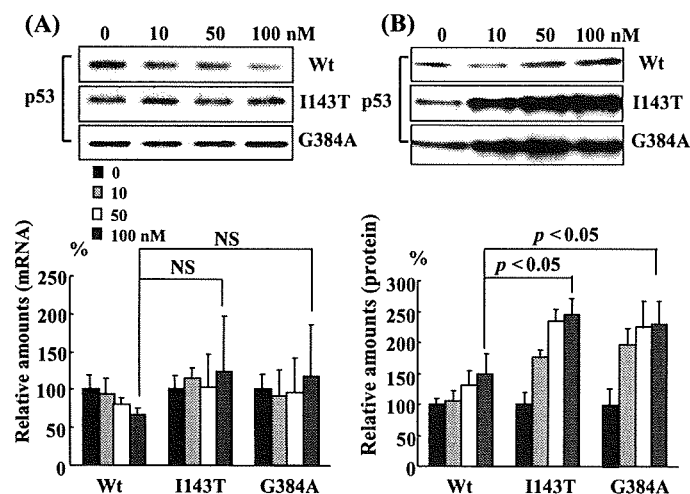 (A)
0 10 50 100 nM
Wt
p53 I143T
G384A
0
10
50
100 nM
%
Relative amounts (mRNA)
250
200
150
100
50
0
NS
NS
Wt I143T G384A
(B)
0 10 50 100 nM
Wt
p53 I143T
G384A
%
Relative amounts (protein)
300
250
200
150
100
50
0
p < 0.05
p < 0.05
Wt I143T G384A